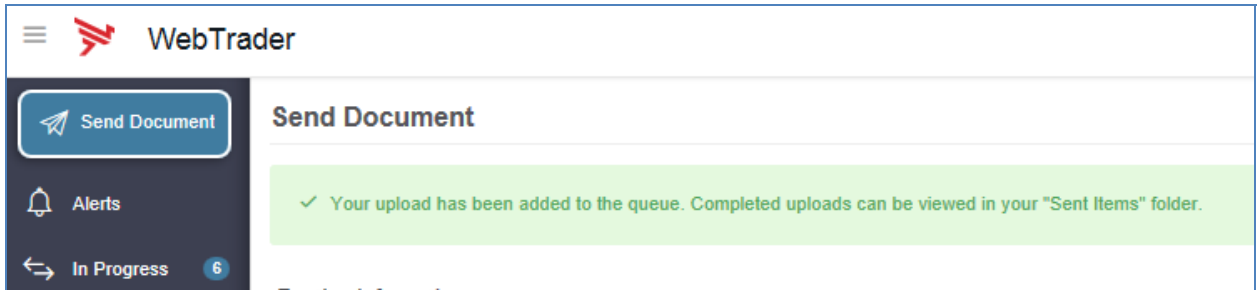 WebTrader
Send Document
Send Document
✓ Your upload has been added to the queue. Completed uploads can be viewed in your "Sent Items" folder.
Alerts
In Progress 6